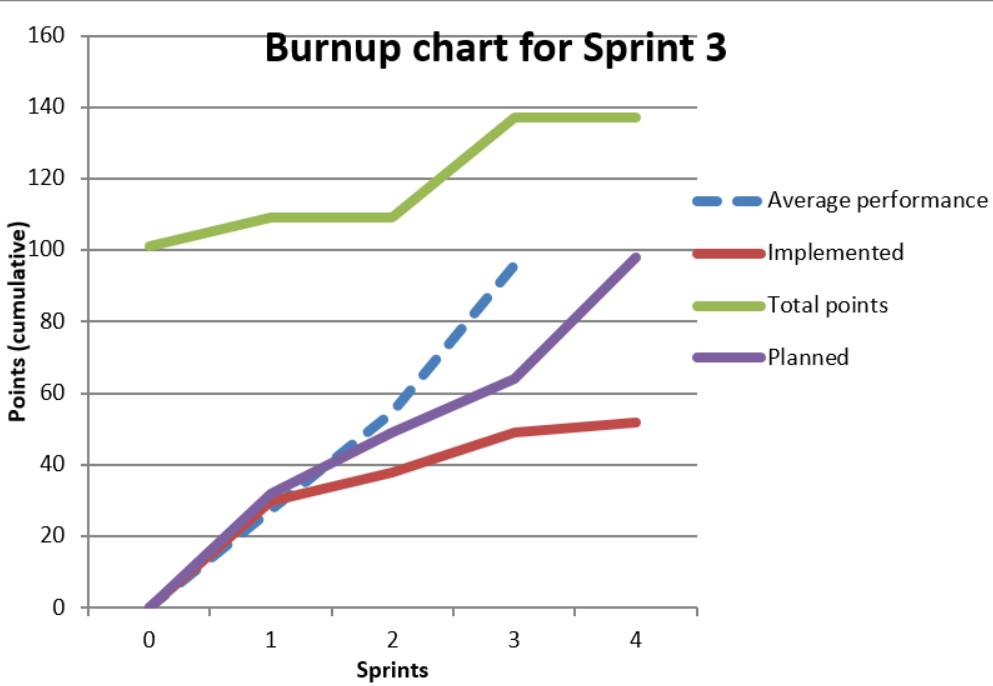 Burnup chart for Sprint 3
160
140
120
100
80
60
40
20
0
Points (cumulative)
0 1 2 3 4
Sprints
Average performance
Implemented
Total points
Planned